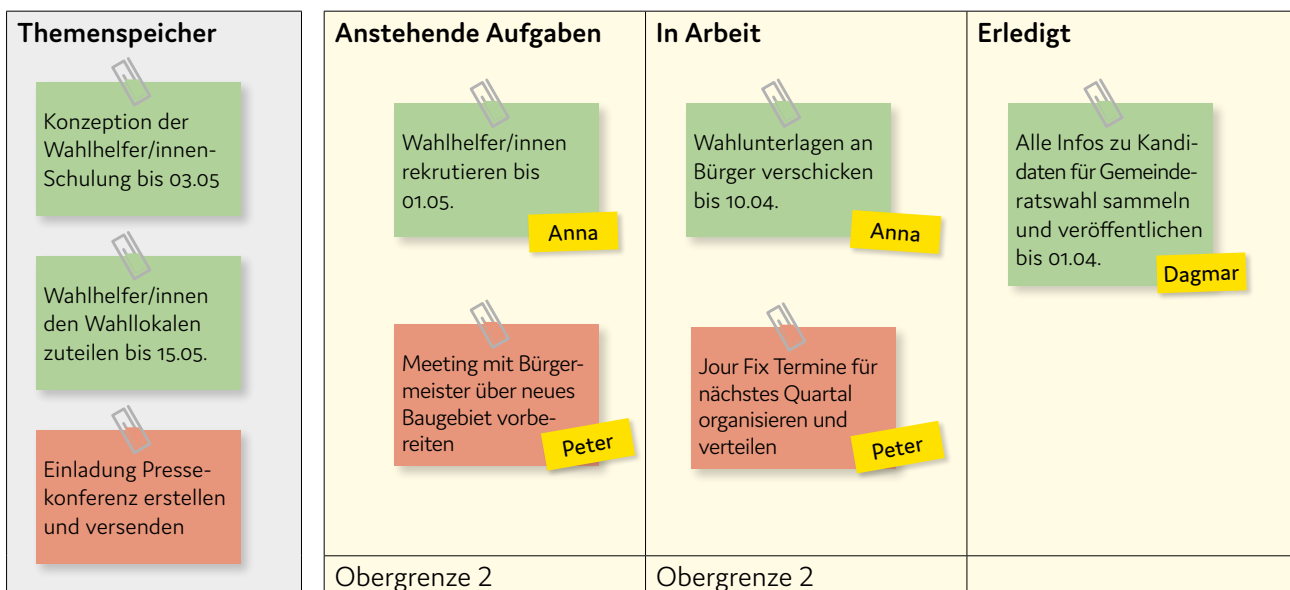 Themenspeicher
Konzeption der
Wahlhelfer/innen-
Schulung bis 03.05
Wahlhelfer/innen
den Wahllokalen
zuteilen bis 15.05.
Einladung Presse-
konferenz erstellen
und versenden
Anstehende Aufgaben
Wahlhelfer/innen
rekrutieren bis
01.05.
Anna
Meeting mit Bürger-
meister über neues
Baugebiet vorbe-
reiten
Peter
Obergrenze 2
In Arbeit
Wahlunterlagen an
Bürger verschicken
bis 10.04.
Anna
Jour Fix Termine für
nächstes Quartal
organisieren und
verteilen
Peter
Obergrenze 2
Erledigt
Alle Infos zu Kandi-
daten für Gemeinde-
ratswahl sammeln
und veröffentlichen
bis 01.04.
Dagmar